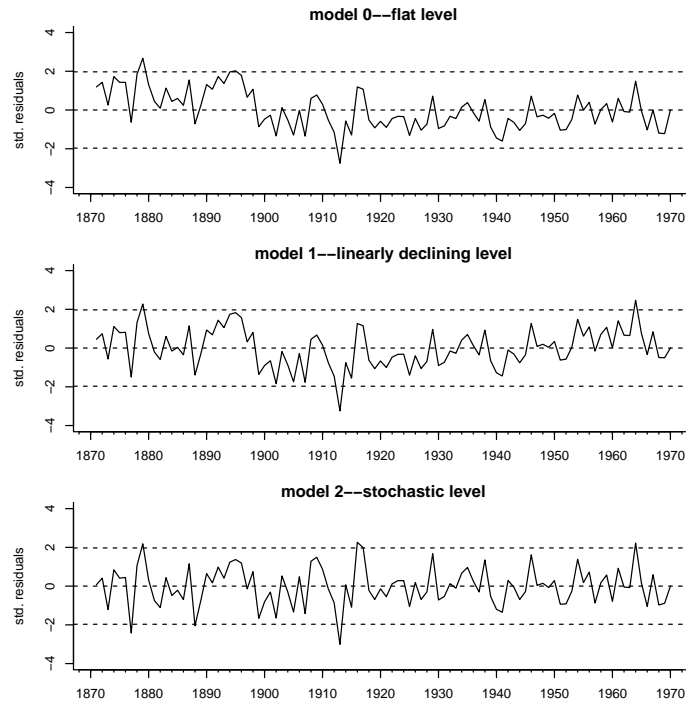 model 0−−flat level
std. residuals
4
2
0
−2
−4
1870 1880 1890 1900 1910 1920 1930 1940 1950 1960 1970
model 1−−linearly declining level
std. residuals
4
2
0
−2
−4
1870 1880 1890 1900 1910 1920 1930 1940 1950 1960 1970
model 2−−stochastic level
std. residuals
4
2
0
−2
−4
1870 1880 1890 1900 1910 1920 1930 1940 1950 1960 1970